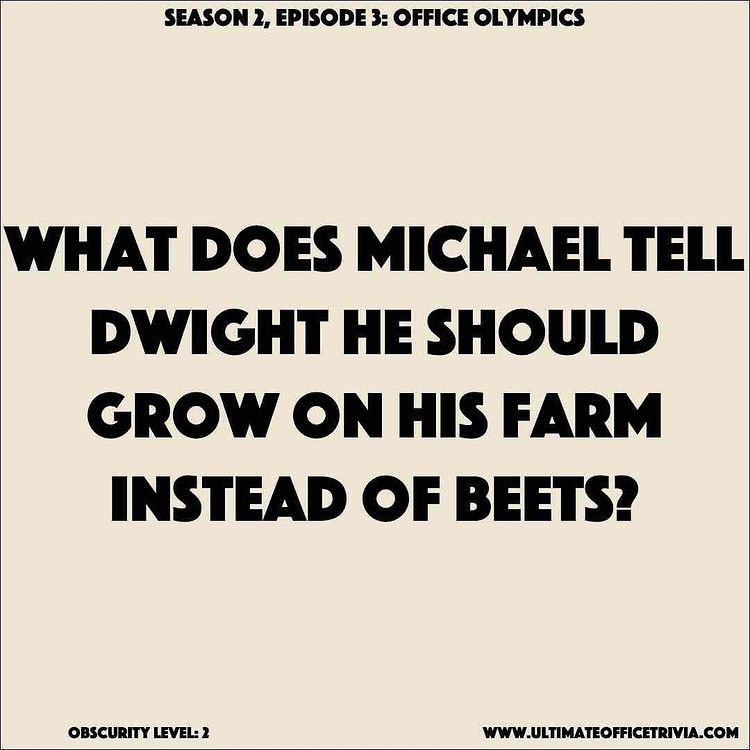 SEASON 2, EPISODE 3: OFFICE OLYMPICS
WHAT DOES MICHAEL TELL
DWIGHT HE SHOULD
GROW ON HIS FARM
INSTEAD OF BEETS?
OBSCURITY LEVEL: 2
WWW.ULTIMATEOFFICETRIVIA.COM